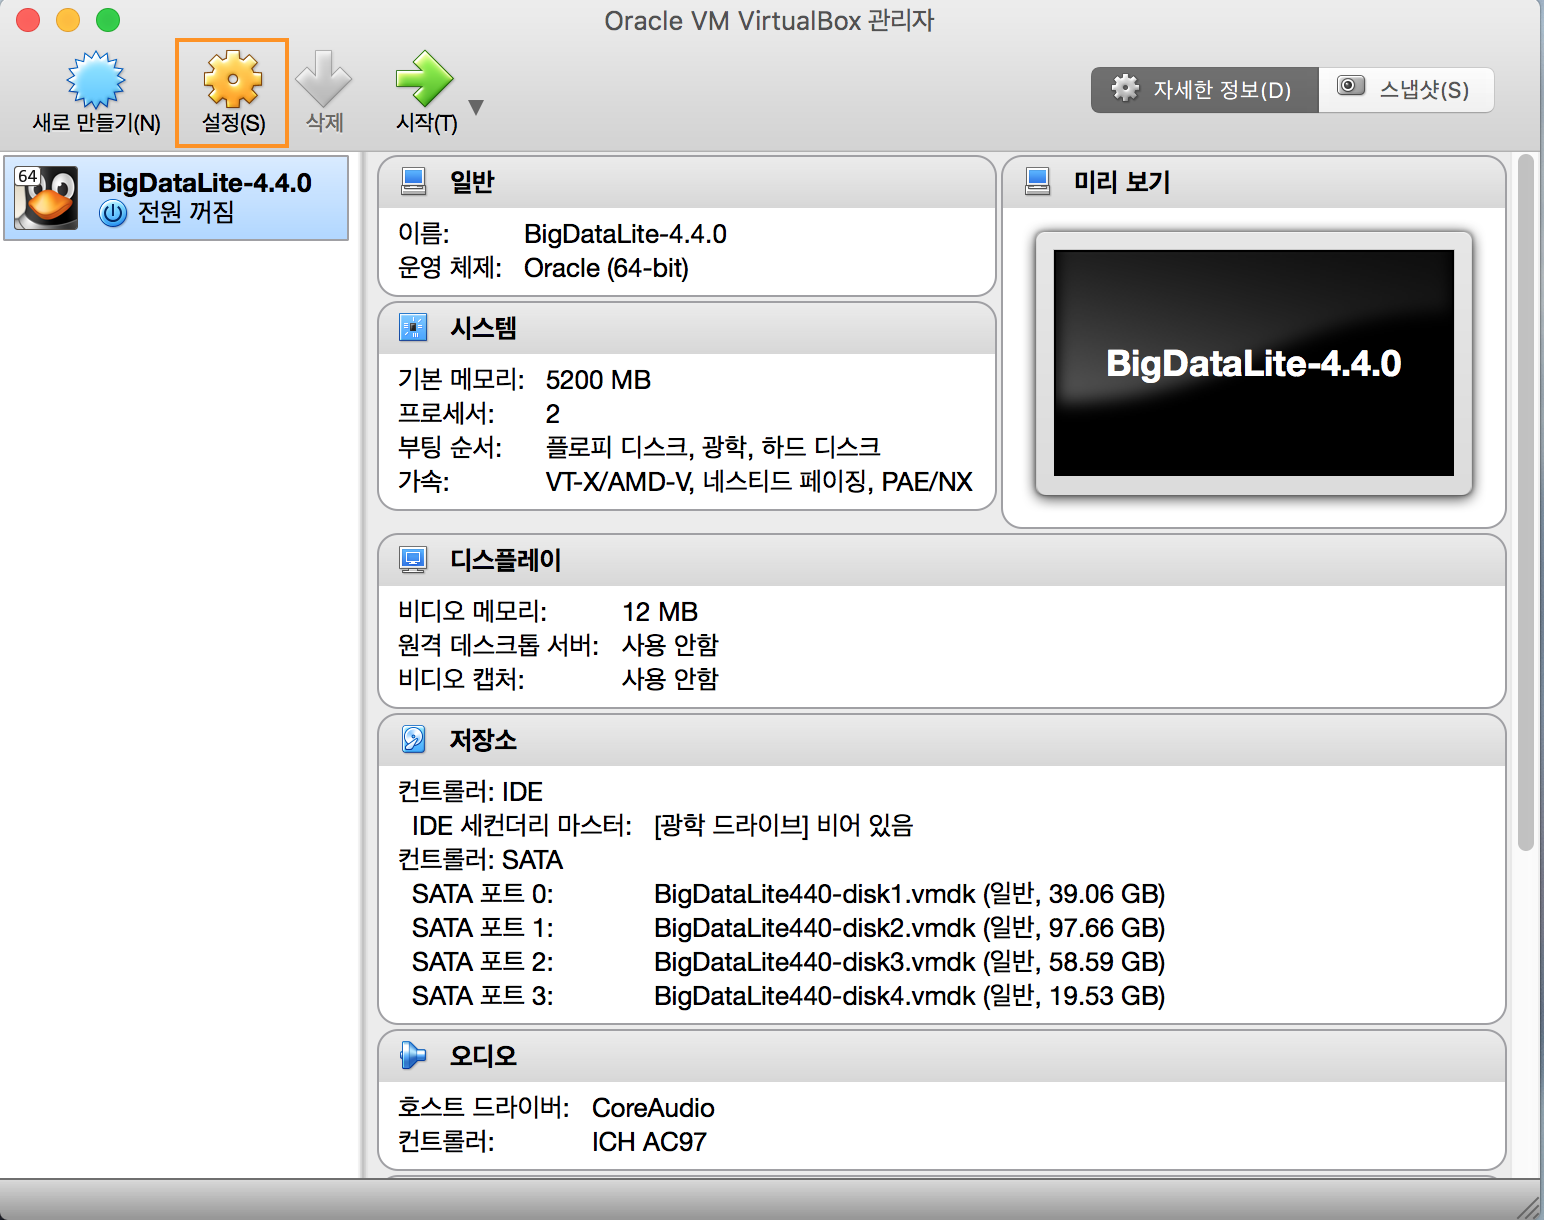 Oracle VM VirtualBox 관리자
새로 만들기(N)
설정(S)
삭제
시작(T)
자세한 정보(D)
스냅샷(S)
64
BigDataLite-4.4.0
전원 꺼짐
일반
이름: BigDataLite-4.4.0
운영 체제: Oracle (64-bit)
시스템
기본 메모리: 5200 MB
프로세서: 2
부팅 순서: 플로피 디스크, 광학, 하드 디스크
가속: VT-X/AMD-V, 네스티드 페이징, PAE/NX
미리 보기
BigDataLite-4.4.0
디스플레이
비디오 메모리: 12 MB
원격 데스크톱 서버: 사용 안함
비디오 캡처: 사용 안함
저장소
컨트롤러: IDE
IDE 세컨더리 마스터: [광학 드라이브] 비어 있음
컨트롤러: SATA
SATA 포트 0: BigDataLite440-disk1.vmdk (일반, 39.06 GB)
SATA 포트 1: BigDataLite440-disk2.vmdk (일반, 97.66 GB)
SATA 포트 2: BigDataLite440-disk3.vmdk (일반, 58.59 GB)
SATA 포트 3: BigDataLite440-disk4.vmdk (일반, 19.53 GB)
오디오
호스트 드라이버: CoreAudio
컨트롤러: ICH AC97